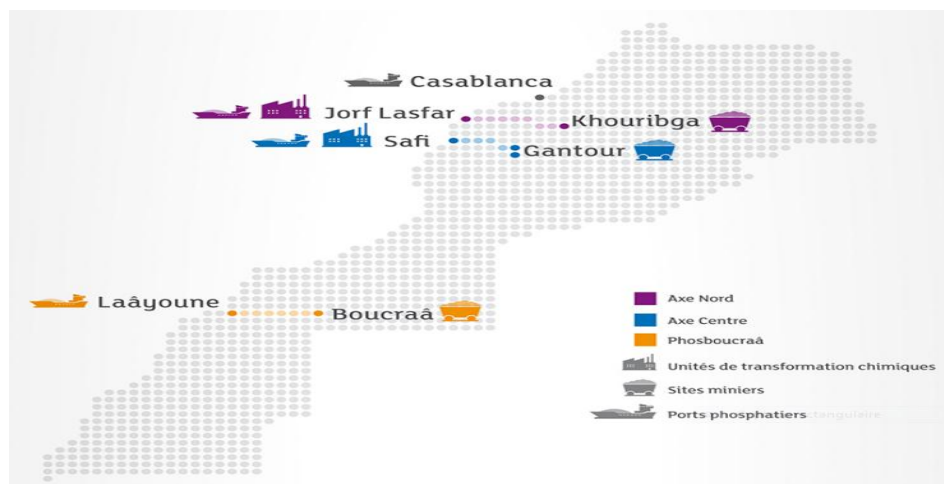 Casablanca
Jorf Lasfar
Khouribga
Safi
Gantour
Laâyoune
Boucraâ
Axe Nord
Axe Centre
Phosboucraâ
Unités de transformation chimiques
Sites miniers
Ports phosphatiers ctangulaire